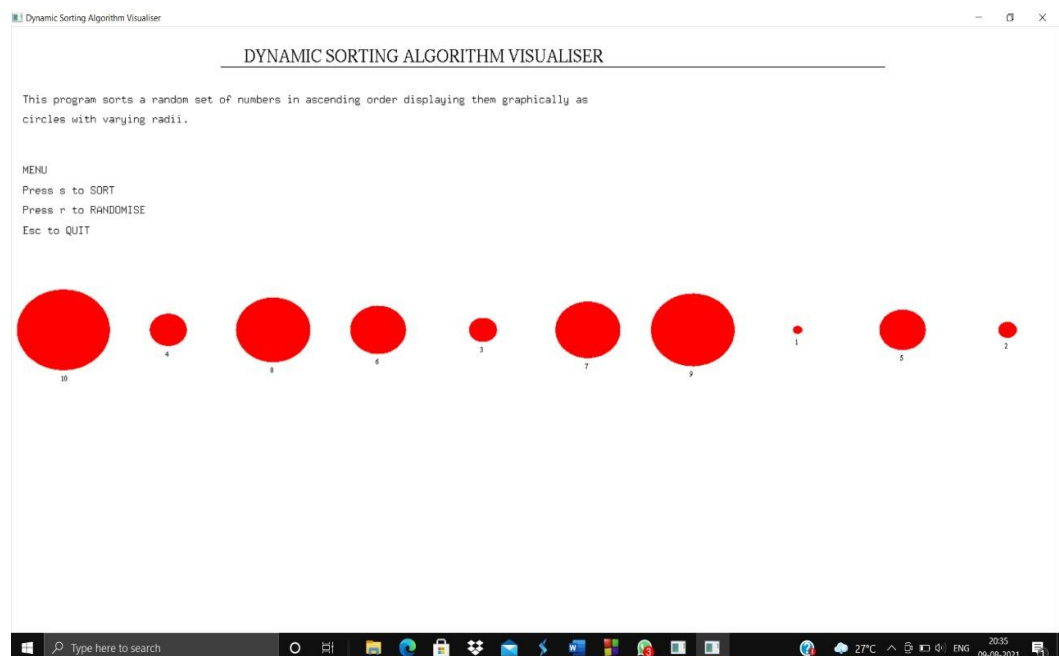 Dynamic Sorting Algorithm Visualiser
DYNAMIC SORTING ALGORITHM VISUALISER
This program sorts a random set of numbers in ascending order displaying them graphically as
circles with varying radii.
MENU
Press s to SORT
Press r to RANDOMISE
Esc to QUIT
10 4 8 6 3 7 9 1 5 2
Type here to search
27°C ENG
20:35
09-08-2021